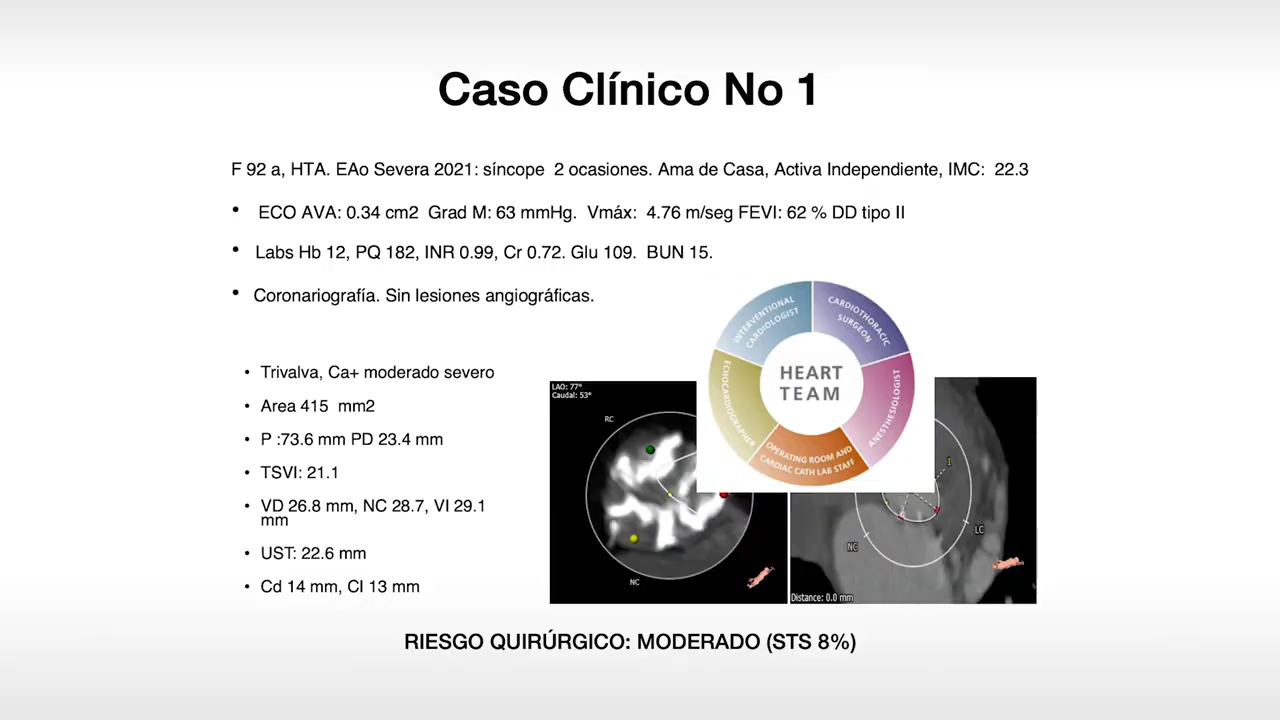 Caso Clínico No 1
F 92 a, HTA. EAo Severa 2021: síncope 2 ocasiones. Ama de Casa, Activa Independiente, IMC: 22.3
• ECO AVA: 0.34 cm2 Grad M: 63 mmHg. Vmáx: 4.76 m/seg FEVI: 62 % DD tipo II
• Labs Hb 12, PQ 182, INR 0.99, Cr 0.72. Glu 109. BUN 15.
• Coronariografía. Sin lesiones angiográficas.
• Trivalva, Ca+ moderado severo
• Area 415 mm2
• P :73.6 mm PD 23.4 mm
• TSVI: 21.1
• VD 26.8 mm, NC 28.7, VI 29.1
mm
• UST: 22.6 mm
• Cd 14 mm, CI 13 mm
INTERVENTIONAL
CARDIOLOGIST
CARDIOTHORACIC
SURGEON
ANESTHESIOLOGIST
OPERATING ROOM AND
CARDIAC CATH LAB STAFF
ECHOCARDIOGRAPHER
HEART
TEAM
LAO: 77°
Caudal: 53°
RC
NC
1
LC
NC
Distance: 0.0 mm
RIESGO QUIRÚRGICO: MODERADO (STS 8%)